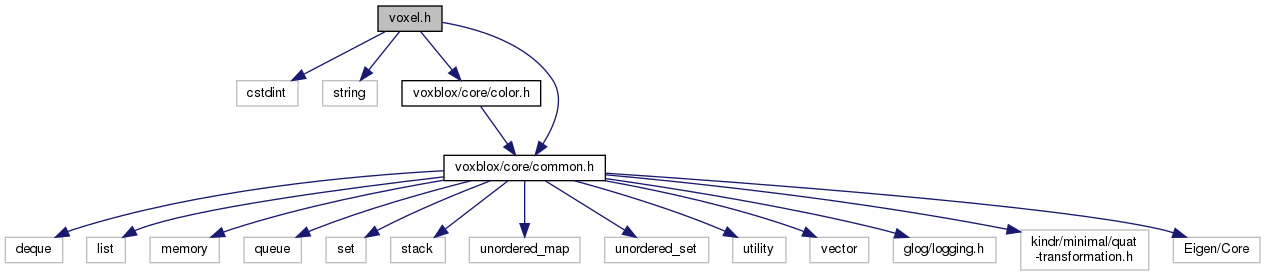 voxel.h
cstdint
string
voxblox/core/color.h
voxblox/core/common.h
deque
list
memory
queue
set
stack
unordered_map
unordered_set
utility
vector
glog/logging.h
kindr/minimal/quat
-transformation.h
Eigen/Core